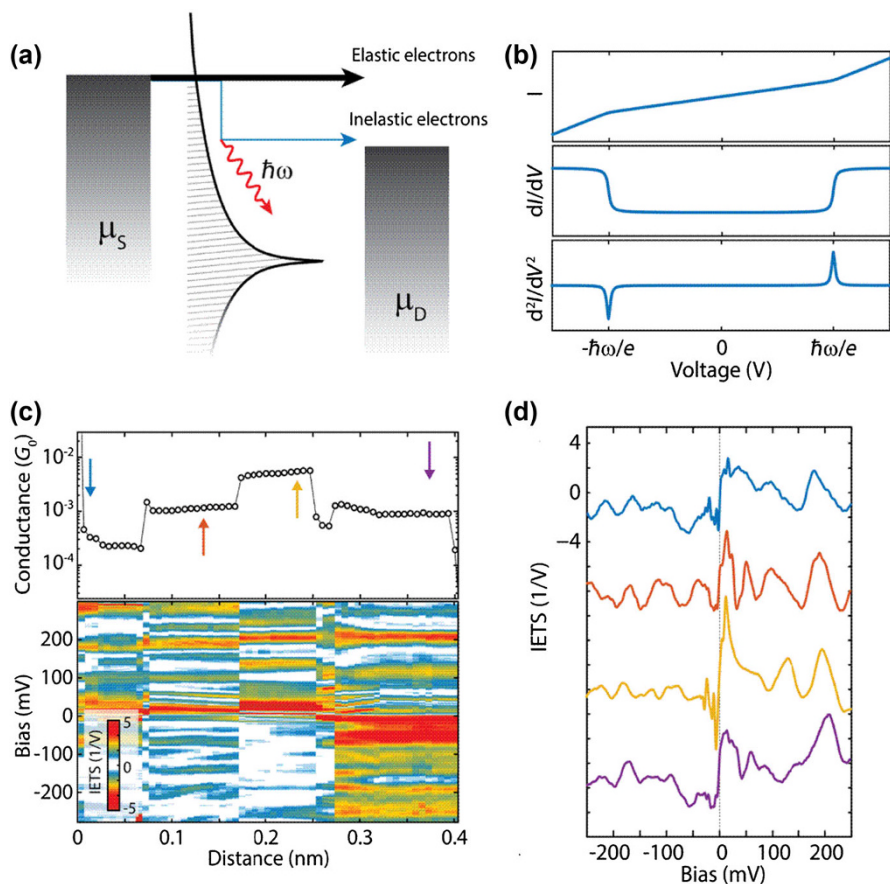 (a)
Elastic electrons
Inelastic electrons
ħω
μS
μD
(b)
I
dI/dV
d²I/dV²
-ħω/e 0 ħω/e
Voltage (V)
(c)
Conductance (G₀)
10⁻²
10⁻³
10⁻⁴
Bias (mV)
200
100
0
-100
-200
IETS (1/V)
5
0
-5
0 0.1 0.2 0.3 0.4
Distance (nm)
(d)
IETS (1/V)
4
0
-4
-200 -100 0 100 200
Bias (mV)